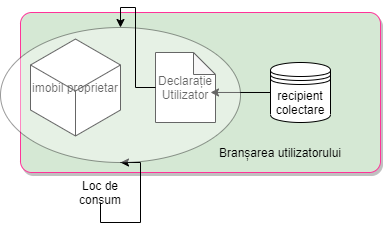 imobil proprietar
Declarație
Utilizator
recipient
colectare
Branșarea utilizatorului
Loc de
consum